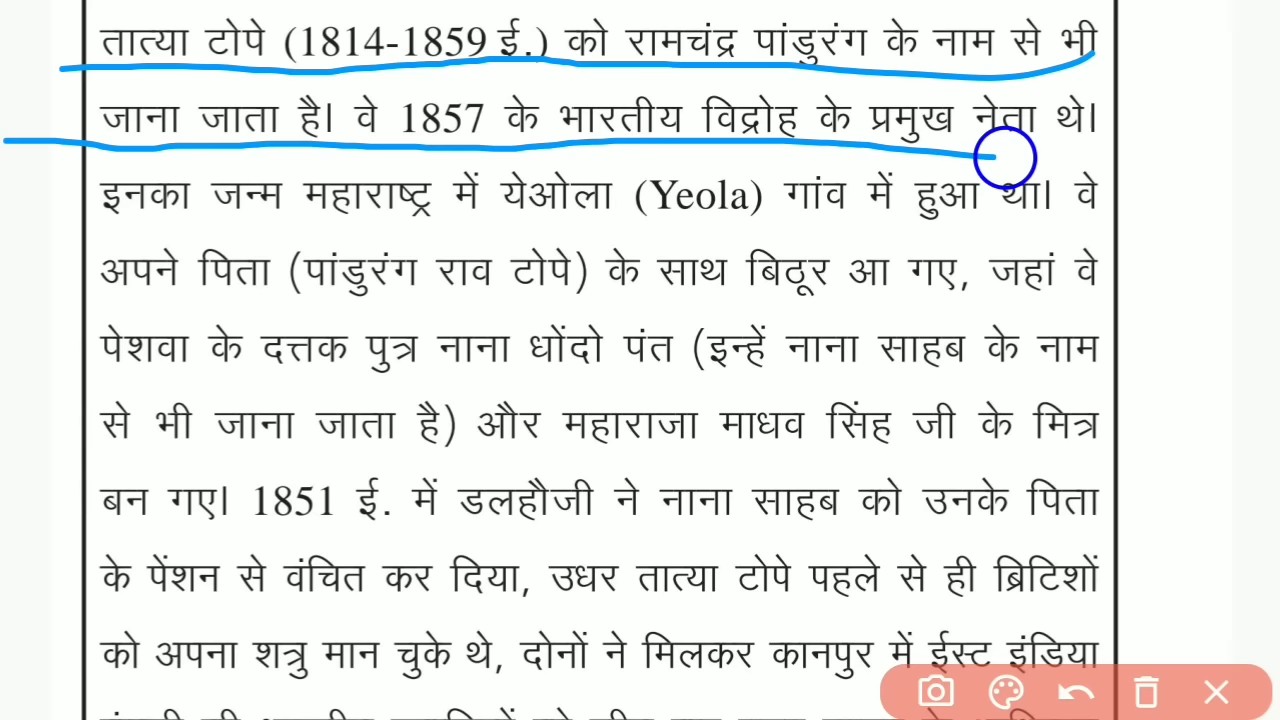 तात्या टोपे (1814-1859 ई.) को रामचंद्र पांडुरंग के नाम से भी
जाना जाता है। वे 1857 के भारतीय विद्रोह के प्रमुख नेता थे।
इनका जन्म महाराष्ट्र में येओला (Yeola) गांव में हुआ था। वे
अपने पिता (पांडुरंग राव टोपे) के साथ बिठूर आ गए, जहां वे
पेशवा के दत्तक पुत्र नाना धोंदो पंत (इन्हें नाना साहब के नाम
से भी जाना जाता है) और महाराजा माधव सिंह जी के मित्र
बन गए। 1851 ई. में डलहौजी ने नाना साहब को उनके पिता
के पेंशन से वंचित कर दिया, उधर तात्या टोपे पहले से ही ब्रिटिशों
को अपना शत्रु मान चुके थे, दोनों ने मिलकर कानपुर में ईस्ट इंडिया